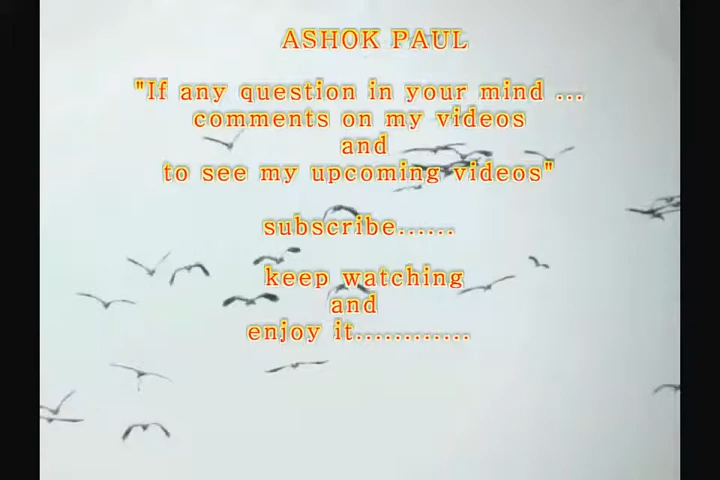 ASHOK PAUL
"If any question in your mind ...
comments on my videos
and
to see my upcoming videos"
subscribe......
keep watching
and
enjoy it............